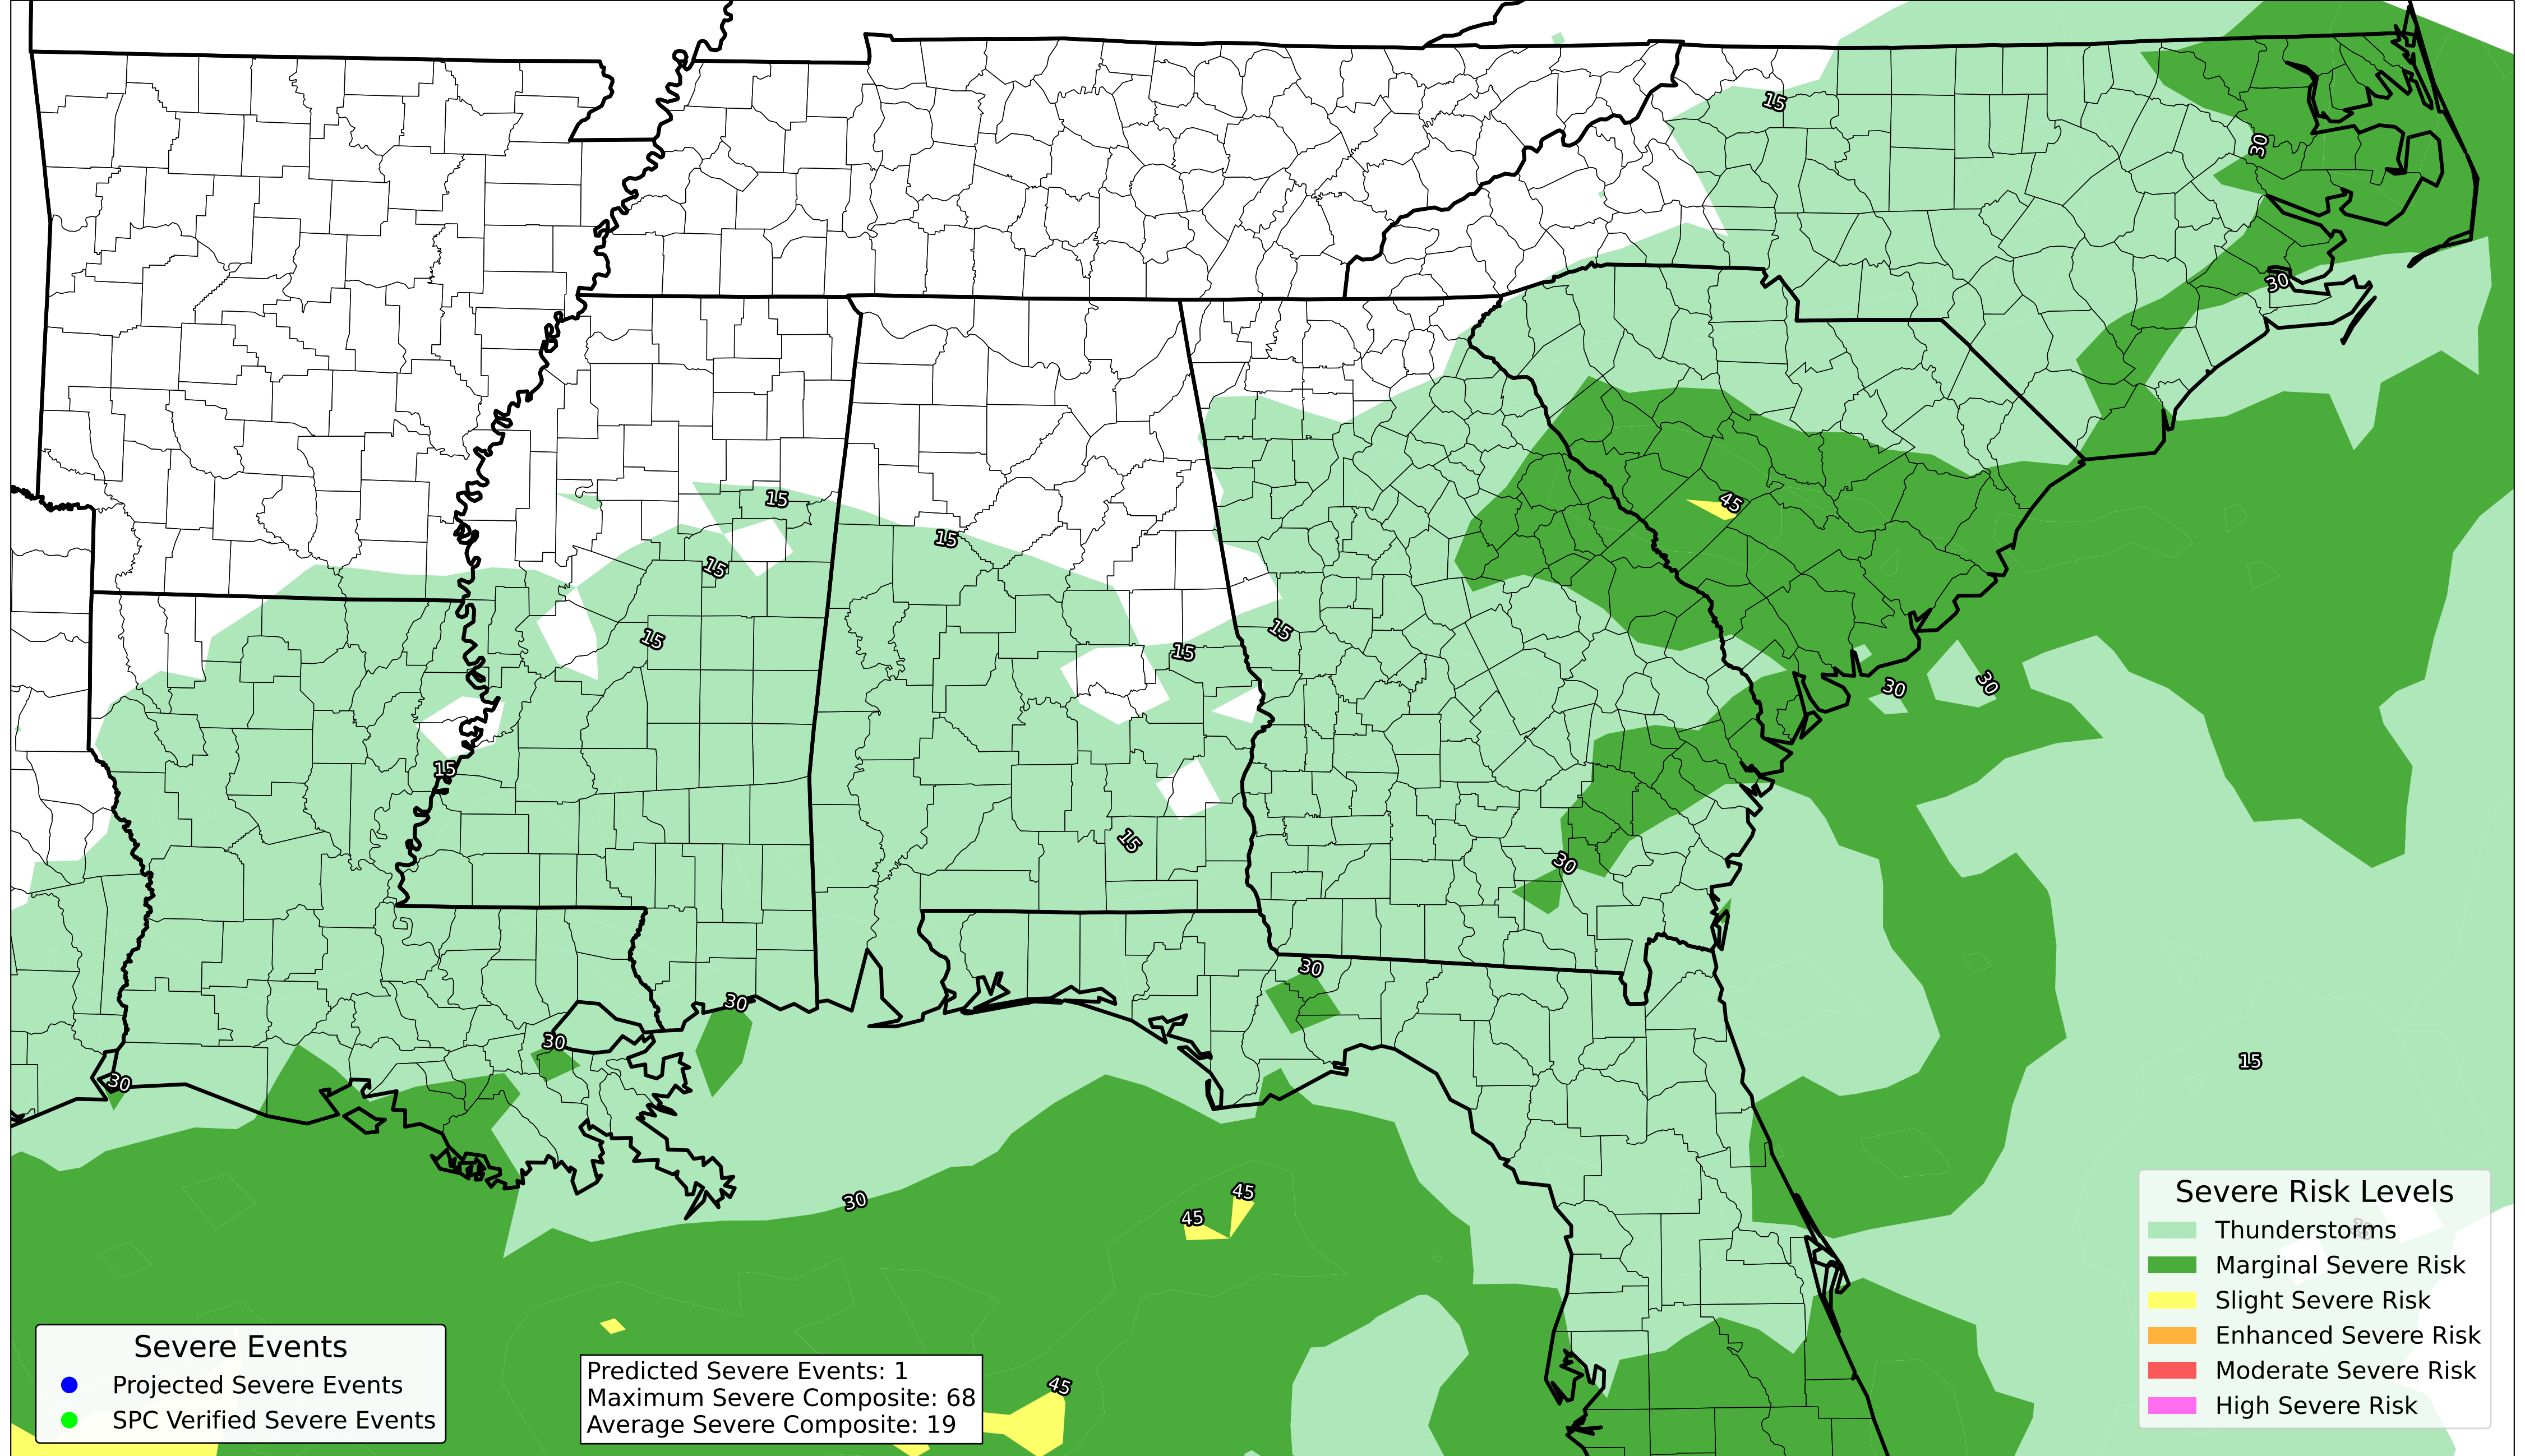 15
30
30
45
15
15
15
15
15
15
30
30
15
15
30
30
30
30
15
30
30
45
45
45
Severe Risk Levels
Thunderstorms
Marginal Severe Risk
Slight Severe Risk
Enhanced Severe Risk
Moderate Severe Risk
High Severe Risk
Severe Events
Projected Severe Events
SPC Verified Severe Events
Predicted Severe Events: 1
Maximum Severe Composite: 68
Average Severe Composite: 19